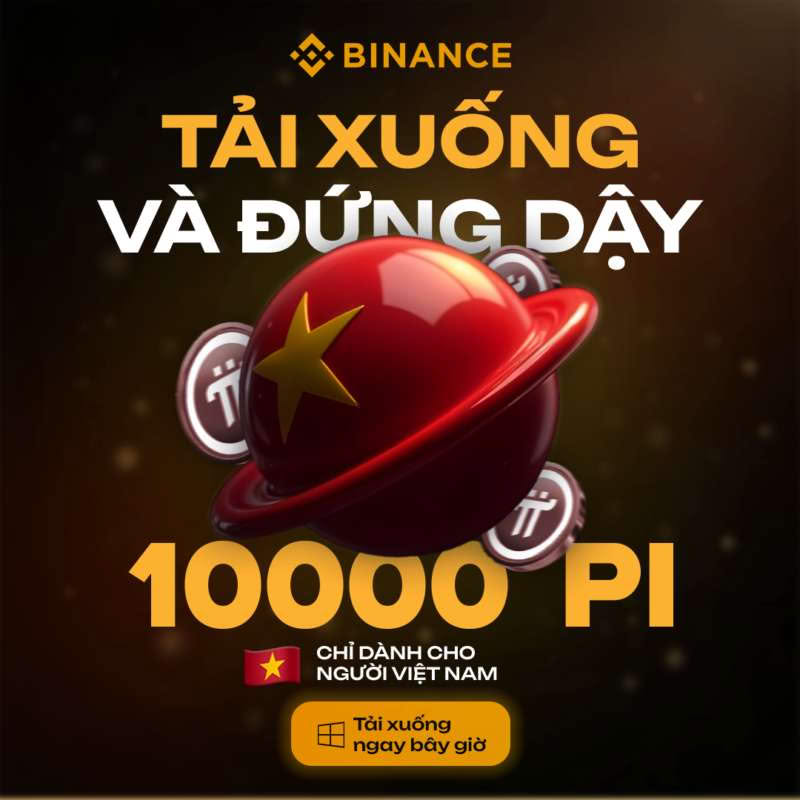 BINANCE
TẢI XUỐNG
VÀ ĐỨNG DẬY
10000 PI
CHỈ DÀNH CHO
NGƯỜI VIỆT NAM
Tải xuống
ngay bây giờ